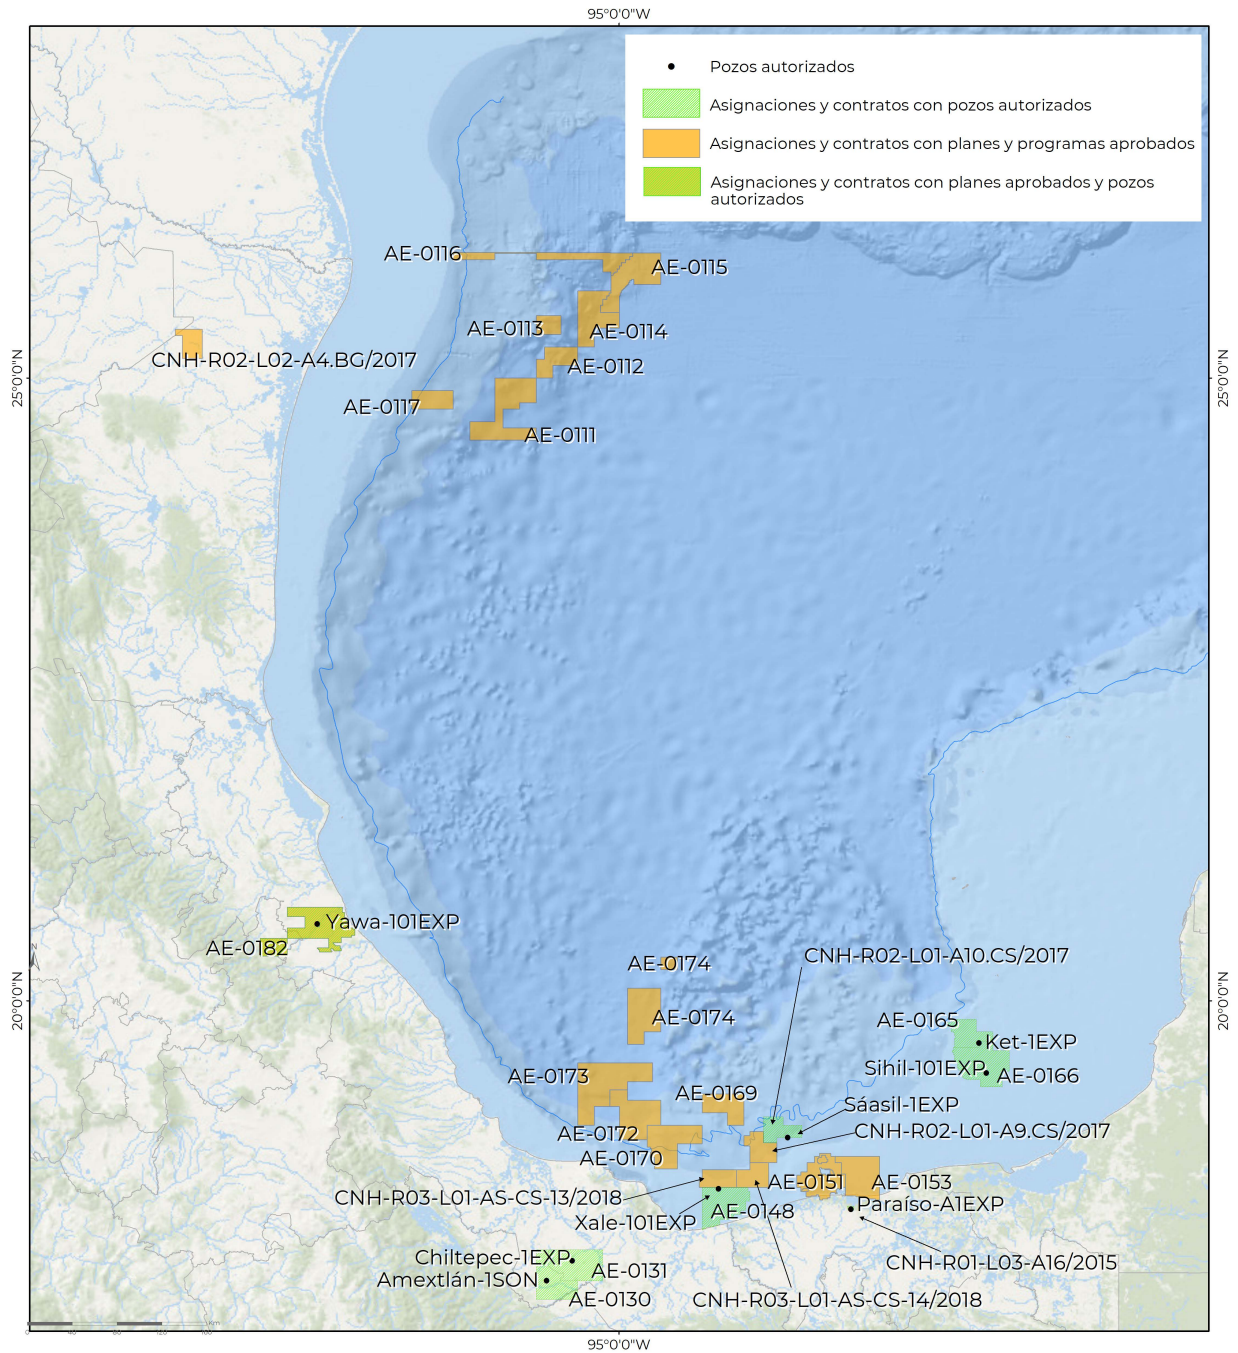 95°0'0"W
Pozos autorizados
Asignaciones y contratos con pozos autorizados
Asignaciones y contratos con planes y programas aprobados
Asignaciones y contratos con planes aprobados y pozos
autorizados
AE-0116
AE-0115
AE-0113
AE-0114
CNH-R02-L02-A4.BG/2017
AE-0112
25°0'0"N
25°0'0"N
AE-0117
AE-0111
Yawa-101EXP
AE-0182
N
CNH-R02-L01-A10.CS/2017
AE-0174
20°0'0"N
20°0'0"N
AE-0174
AE-0165
Ket-1EXP
Sihil-101EXP
AE-0166
AE-0173
AE-0169
Sáasil-1EXP
AE-0172
CNH-R02-L01-A9.CS/2017
AE-0170
AE-0151
AE-0153
CNH-R03-L01-AS-CS-13/2018
Paraíso-A1EXP
AE-0148
Xale-101EXP
Chiltepec-1EXP
CNH-R01-L03-A16/2015
AE-0131
Amextlán-1SON
AE-0130
CNH-R03-L01-AS-CS-14/2018
Km
0 40 80 120 160
95°0'0"W